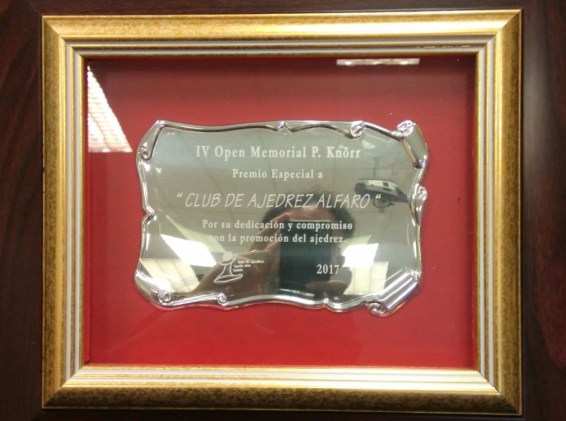 IV Open Memorial P. Knörr
Premio Especial a
“ CLUB DE AJEDREZ ALFARO “
Por su dedicación y compromiso
con la promoción del ajedrez
2017